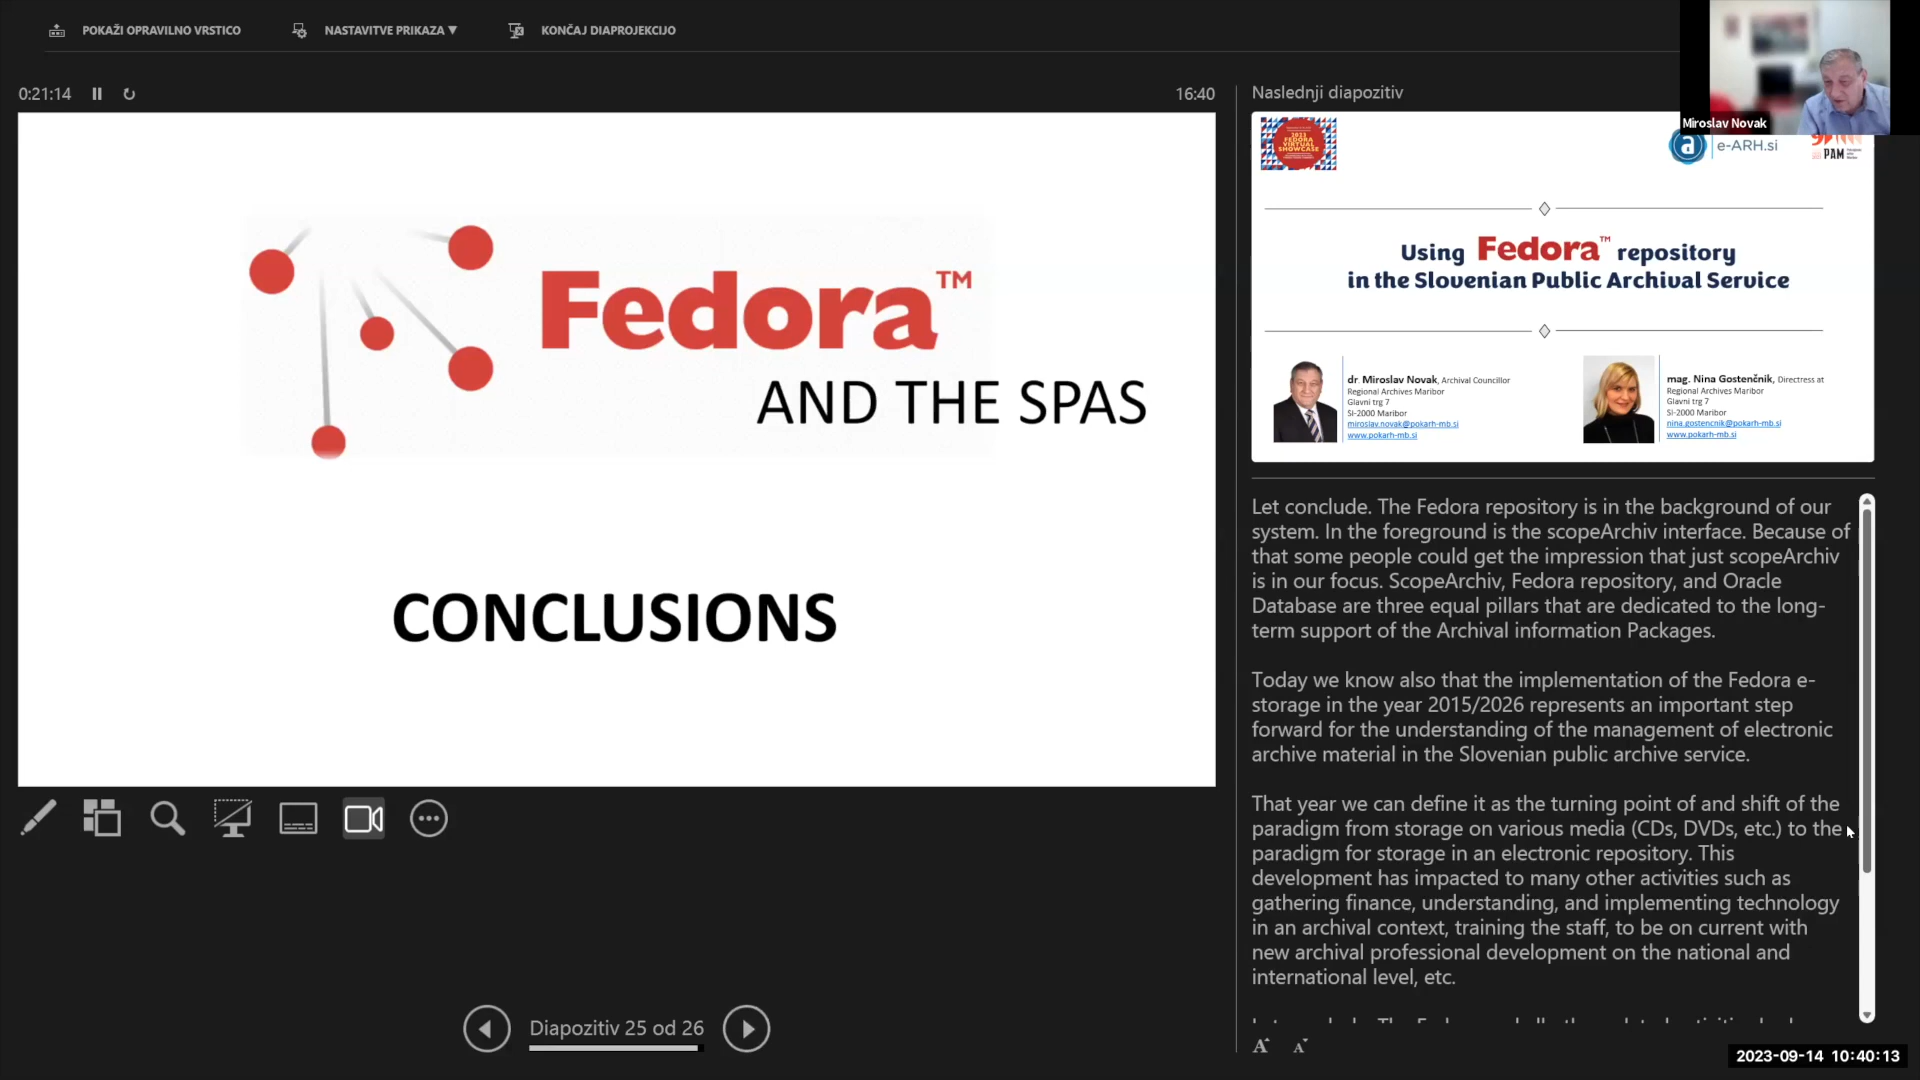 POKAŽI OPRAVILNO VRSTICO
NASTAVITVE PRIKAZA ▼
KONČAJ DIAPROJEKCIJO
Miroslav Novak
0:21:14
16:40
Fedora™
AND THE SPAS
CONCLUSIONS
Diapozitiv 25 od 26
Naslednji diapozitiv
2023
FEDORA
VIRTUAL
SHOWCASE
a e-ARH.si
PAM
Using Fedora™ repository
in the Slovenian Public Archival Service
dr. Miroslav Novak, Archival Councillor
Regional Archives Maribor
Glavni trg 7
SI-2000 Maribor
miroslav.novak@pokarh-mb.si
www.pokarh-mb.si
mag. Nina Gostenčnik, Directress at
Regional Archives Maribor
Glavni trg 7
SI-2000 Maribor
nina.gostencnik@pokarh-mb.si
www.pokarh-mb.si
Let conclude. The Fedora repository is in the background of our
system. In the foreground is the scopeArchiv interface. Because of
that some people could get the impression that just scopeArchiv
is in our focus. ScopeArchiv, Fedora repository, and Oracle
Database are three equal pillars that are dedicated to the long-
term support of the Archival information Packages.
Today we know also that the implementation of the Fedora e-
storage in the year 2015/2026 represents an important step
forward for the understanding of the management of electronic
archive material in the Slovenian public archive service.
That year we can define it as the turning point of and shift of the
paradigm from storage on various media (CDs, DVDs, etc.) to the
paradigm for storage in an electronic repository. This
development has impacted to many other activities such as
gathering finance, understanding, and implementing technology
in an archival context, training the staff, to be on current with
new archival professional development on the national and
international level, etc.
A A
2023-09-14 10:40:13